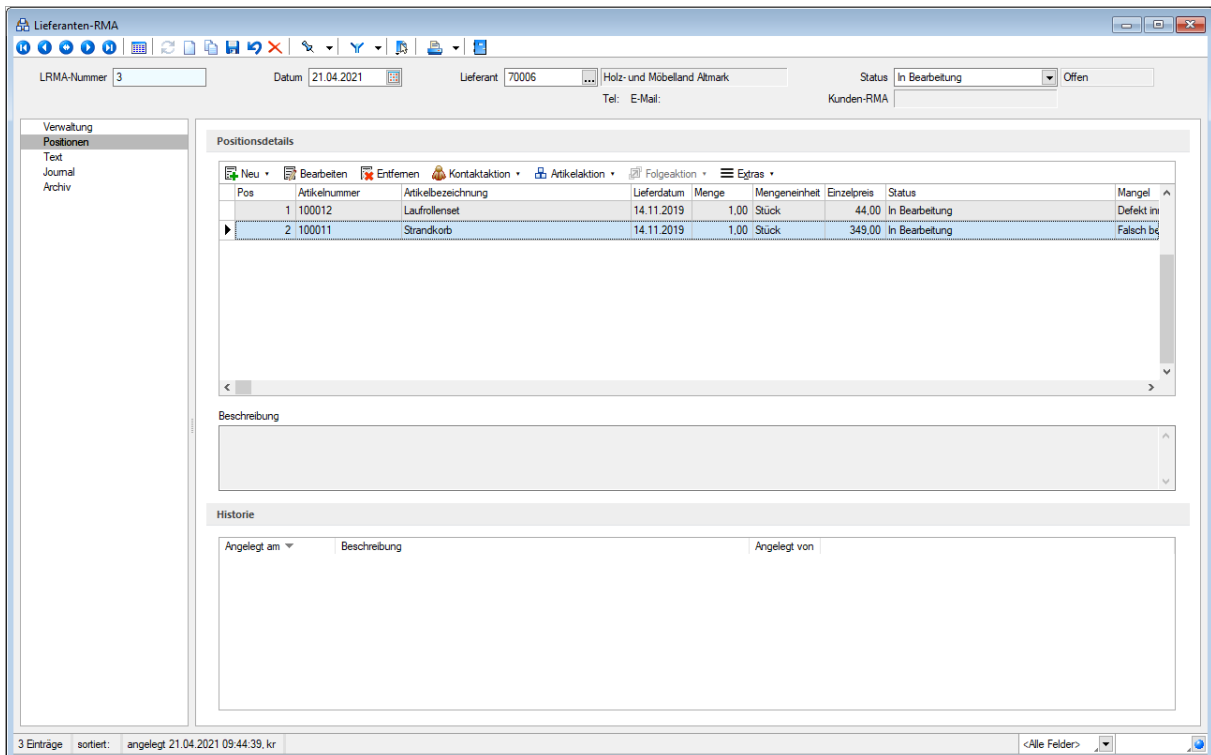 Lieferanten-RMA
LRMA-Nummer 3 Datum 21.04.2021 Lieferant 70006 ... Holz- und Möbelland Altmark Status In Bearbeitung Offen
Tel: E-Mail: Kunden-RMA
Verwaltung
Positionen
Text
Journal
Archiv
Positionsdetails
Neu Bearbeiten Entfernen Kontaktaktion Artikelaktion Folgeaktion Extras
Pos Artikelnummer Artikelbezeichnung Lieferdatum Menge Mengeneinheit Einzelpreis Status Mangel
1 100012 Laufrollenset 14.11.2019 1,00 Stück 44,00 In Bearbeitung Defekt
2 100011 Strandkorb 14.11.2019 1,00 Stück 349,00 In Bearbeitung Falsch
Beschreibung
Historie
Angelegt am Beschreibung Angelegt von
3 Einträge sortiert: angelegt 21.04.2021 09:44:39, kr <Alle Felder>